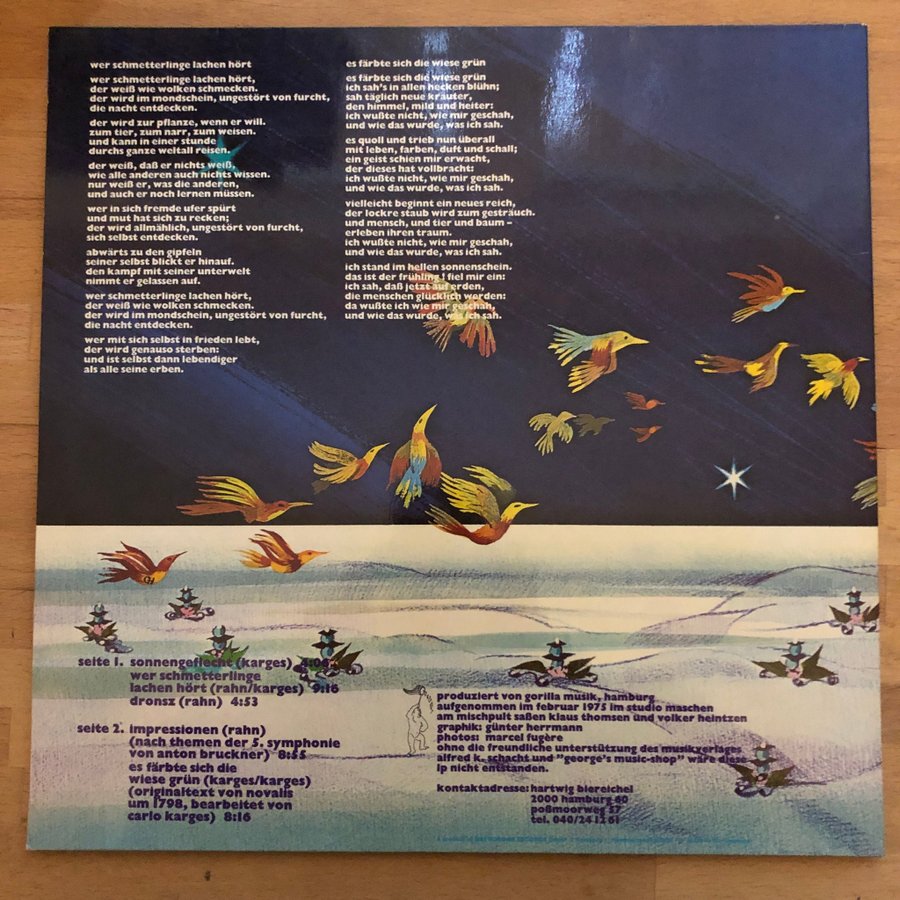 wer schmetterlinge lachen hört
wer schmetterlinge lachen hört,
der weiß wie wolken schmecken.
der wird im mondschein, ungestört von furcht,
die nacht entdecken.
der wird zur pflanze, wenn er will.
zum tier, zum narr, zum weisen.
und kann in einer stunde
durchs ganze weltall reisen.
der weiß, daß er nichts weiß,
wie alle anderen auch nichts wissen.
nur weiß er, was die anderen,
und auch er noch lernen müssen.
wer in sich fremde ufer spürt
und mut hat sich zu recken;
der wird allmählich, ungestört von furcht,
sich selbst entdecken.
abwärts zu den gipfeln
seiner selbst blickt er hinauf.
den kampf mit seiner unterwelt
nimmt er gelassen auf.
wer schmetterlinge lachen hört,
der weiß wie wolken schmecken.
der wird im mondschein, ungestört von furcht,
die nacht entdecken.
wer mit sich selbst in frieden lebt,
der wird genauso sterben:
und ist selbst dann lebendiger
als alle seine erben.
es färbte sich die wiese grün
es färbte sich die wiese grün
ich sah's in allen hecken blühn;
sah täglich neue kräuter,
den himmel, mild und heiter:
ich wußte nicht, wie mir geschah,
und wie das wurde, was ich sah.
es quoll und trieb nun überall
mit leben, farben, duft und schall;
ein geist schien mir erwacht,
der dieses hat vollbracht:
ich wußte nicht, wie mir geschah,
und wie das wurde, was ich sah.
vielleicht beginnt ein neues reich,
der lockre staub wird zum gesträuch.
und mensch, und tier und baum –
erleben ihren traum.
ich wußte nicht, wie mir geschah,
und wie das wurde, was ich sah.
ich stand im hellen sonnenschein.
das ist der frühling! fiel mir ein:
ich sah, daß jetzt auf erden,
die menschen glücklich werden:
da wußte ich wie mir geschah,
und wie das wurde, was ich sah.
seite 1. sonnengeflecht (karges) 4:06
wer schmetterlinge
lachen hört (rahn/karges) 9:16
dronsz (rahn) 4:53
seite 2. impressionen (rahn)
(nach themen der 5. symphonie
von anton bruckner) 8:55
es färbte sich die
wiese grün (karges/karges)
(originaltext von novalis
um 1798, bearbeitet von
carlo karges) 8:16
produziert von gorilla musik, hamburg
aufgenommen im februar 1975 im studio maschen
am mischpult saßen klaus thomsen und volker heintzen
graphik: günter herrmann
photos: marcel fugère
ohne die freundliche unterstützung des musikverlages
alfred k. schacht und "george's music-shop" wäre diese
lp nicht entstanden.
kontaktadresse: hartwig biereichel
2000 hamburg 60
poßmoorweg 57
tel. 040/24 12 61